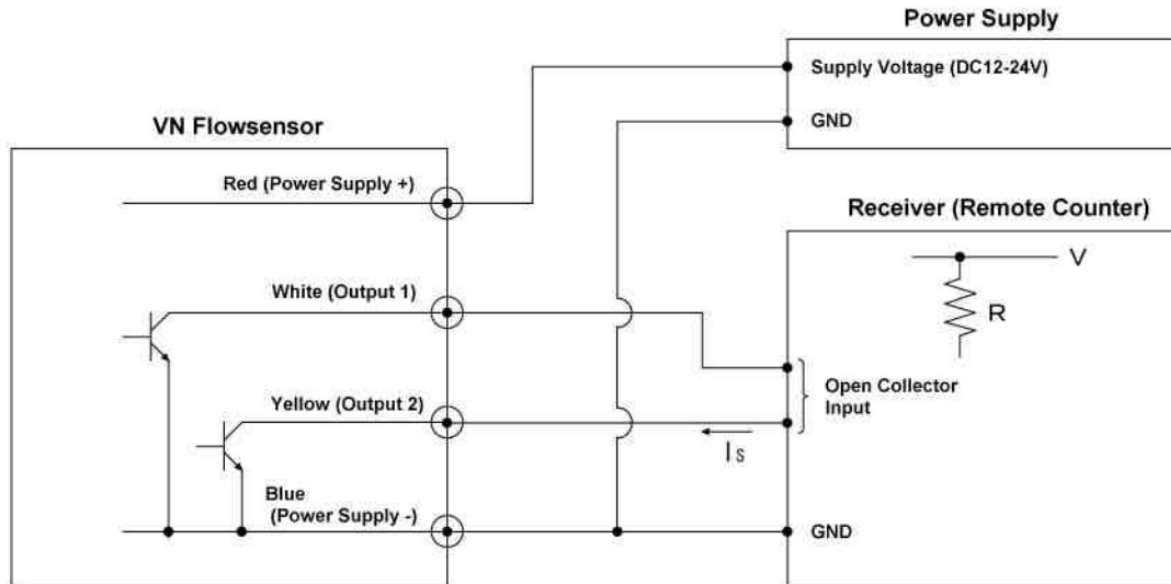 Power Supply
Supply Voltage (DC12-24V)
GND
VN Flowsensor
Red (Power Supply +)
White (Output 1)
Yellow (Output 2)
Blue
(Power Supply -)
Receiver (Remote Counter)
V
R
Open Collector
Input
Is
GND